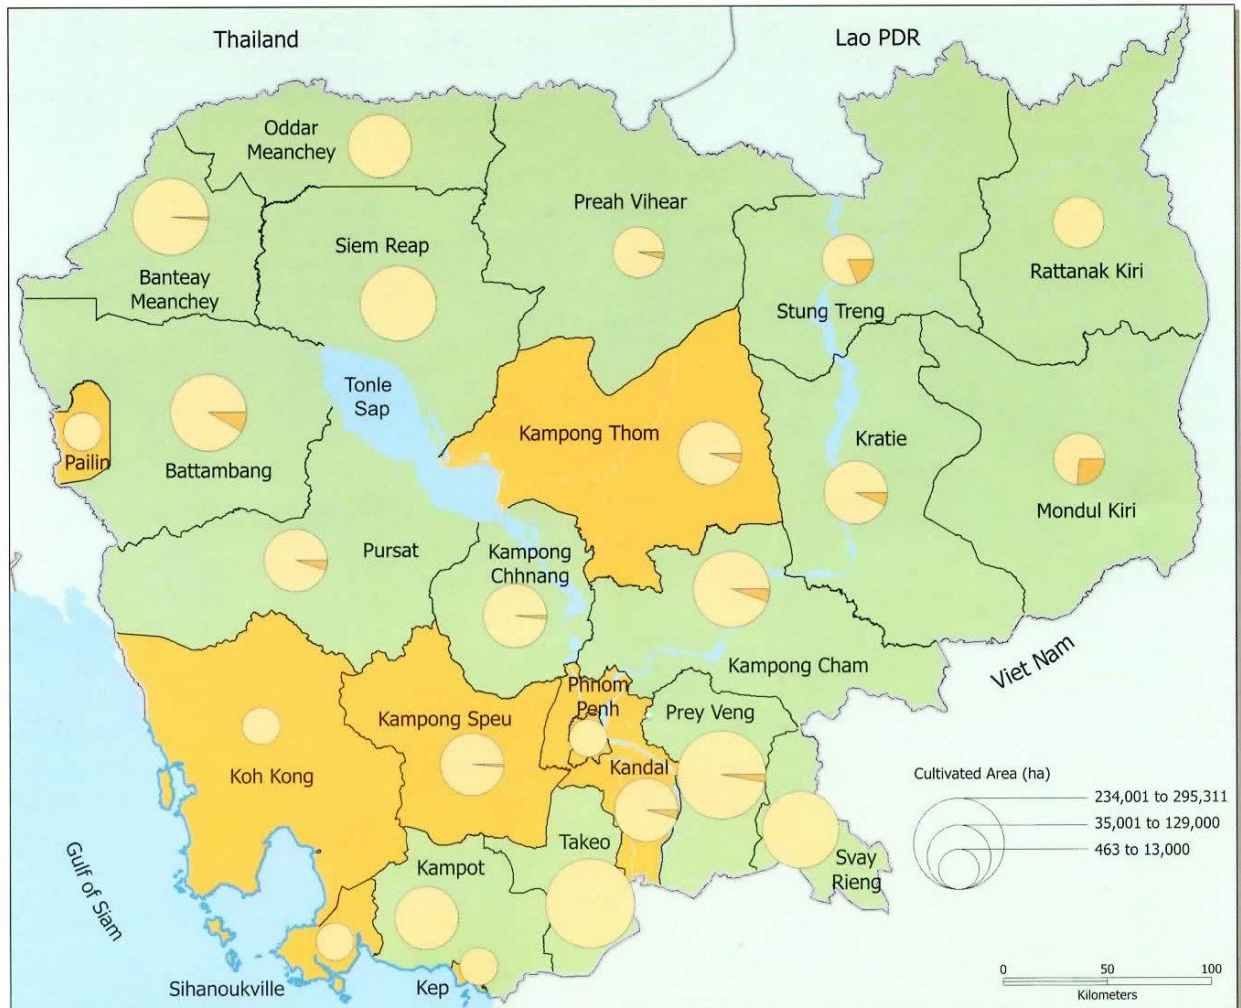 Thailand
Lao PDR
Oddar
Meanchey
Preah Vihear
Siem Reap
Rattanak Kiri
Banteay
Meanchey
Stung Treng
Tonle
Sap
Kampong Thom
Kratie
Pailin
Battambang
Mondul Kiri
Pursat
Kampong
Chhnang
Kampong Cham
Viet Nam
Phnom
Penh
Prey Veng
Kampong Speu
Koh Kong
Kandal
Cultivated Area (ha)
234,001 to 295,311
35,001 to 129,000
463 to 13,000
Takeo
Svay
Rieng
Kampot
Gulf of Siam
Sihanoukville
Kep
0 50 100
Kilometers